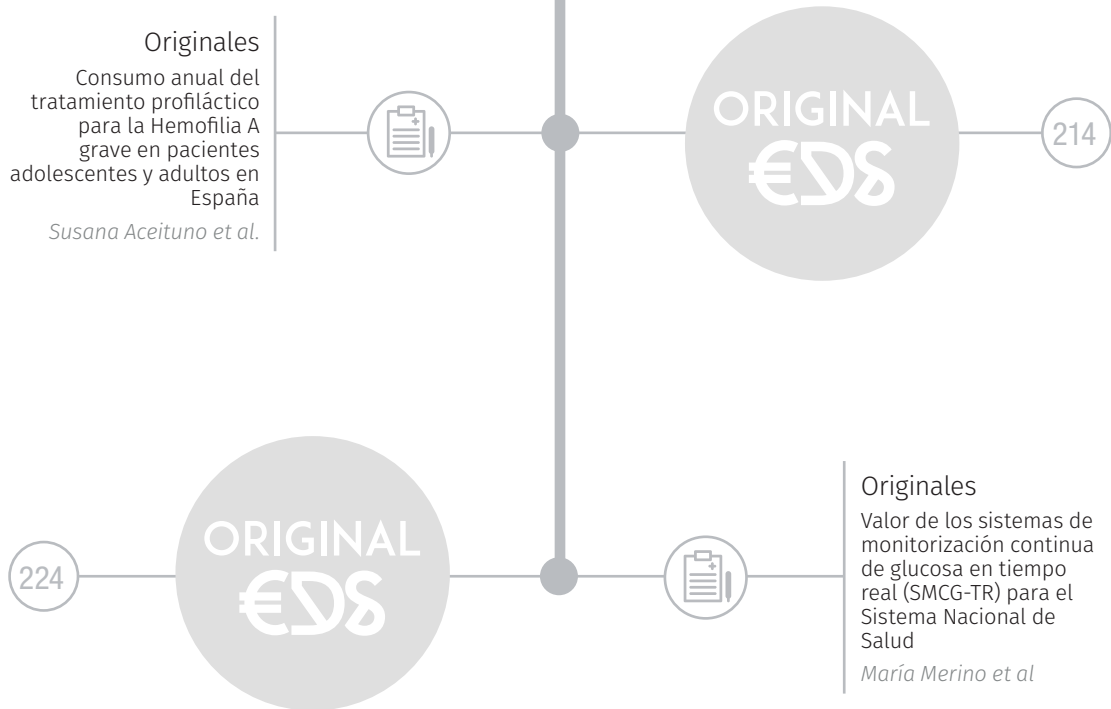 Originales
Consumo anual del
tratamiento profiláctico
para la Hemofilia A
grave en pacientes
adolescentes y adultos en
España
Susana Aceituno et al.
ORIGINAL
€DS
214
224
ORIGINAL
€DS
Originales
Valor de los sistemas de
monitorización continua
de glucosa en tiempo
real (SMCG-TR) para el
Sistema Nacional de
Salud
María Merino et al